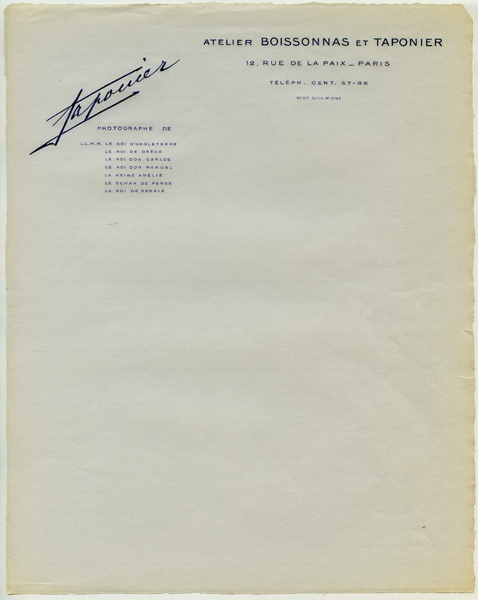 ATELIER BOISSONNAS ET TAPONIER
12, RUE DE LA PAIX _ PARIS
TÉLÉPH. CENT. 57-88
Taponier
PHOTOGRAPHE DE
LL.M.M. LE ROI D'ANGLETERRE
LE ROI DE GRÈCE
LE ROI DON CARLOS
LE ROI DON MANUEL
LA REINE AMÉLIE
LE SCHAH DE PERSE
LE ROI DE SERBIE